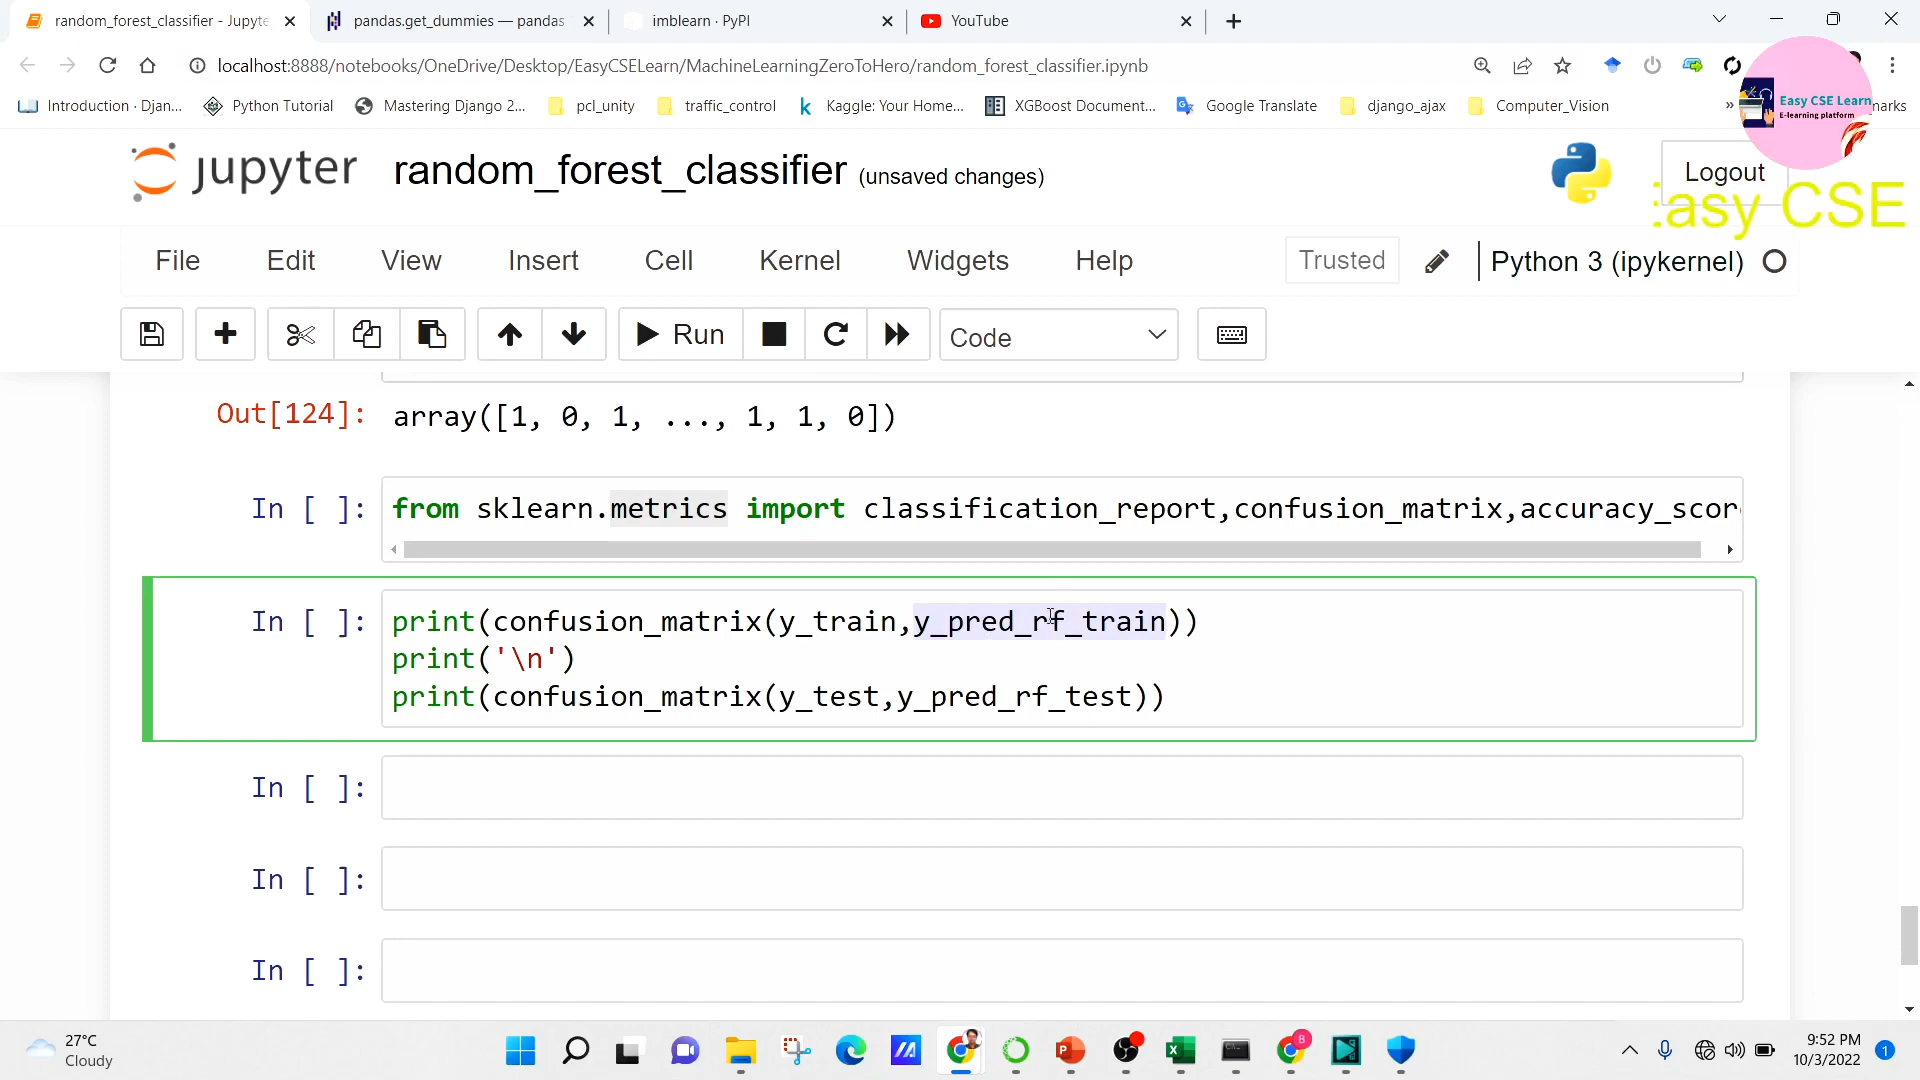 random_forest_classifier - Jupyte
pandas.get_dummies — pandas
imblearn · PyPI
YouTube
localhost:8888/notebooks/OneDrive/Desktop/EasyCSELearn/MachineLearningZeroToHero/random_forest_classifier.ipynb
Introduction · Djan...
Python Tutorial
Mastering Django 2...
pcl_unity
traffic_control
Kaggle: Your Home...
XGBoost Document...
Google Translate
django_ajax
Computer_Vision
»
Easy CSE Learn
E-learning platform
jupyter
random_forest_classifier (unsaved changes)
Logout
Easy CSE
File Edit View Insert Cell Kernel Widgets Help
Trusted
Python 3 (ipykernel)
Run
Code
Out[124]: array([1, 0, 1, ..., 1, 1, 0])
In [ ]: from sklearn.metrics import classification_report,confusion_matrix,accuracy_scor
In [ ]: print(confusion_matrix(y_train,y_pred_rf_train))
print('\n')
print(confusion_matrix(y_test,y_pred_rf_test))
In [ ]:
In [ ]:
In [ ]:
27°C
Cloudy
8
9:52 PM
10/3/2022
1